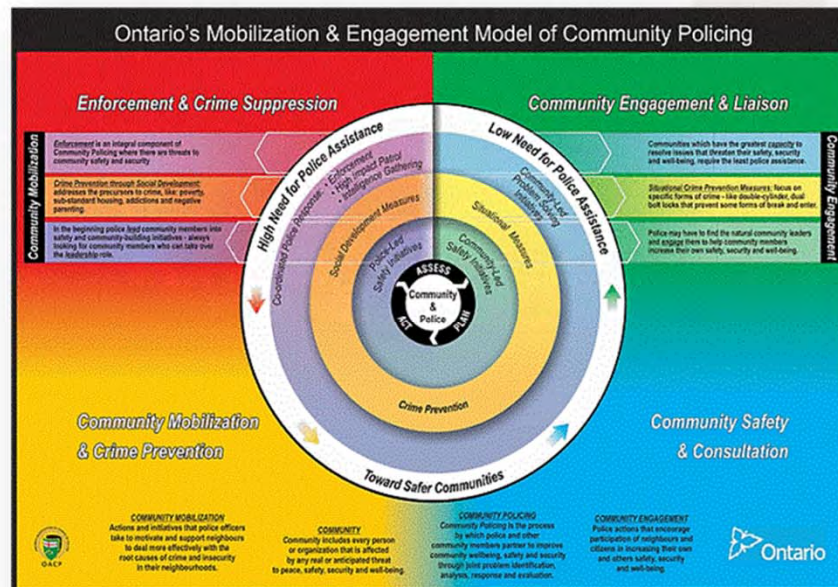 Ontario's Mobilization & Engagement Model of Community Policing
Enforcement & Crime Suppression
Community Engagement & Liaison
Community Mobilization
Enforcement is an integral component of
Community Policing where there are threats to
community safety and security
Crime Prevention through Social Development:
addresses the precursors to crime, like: poverty,
sub-standard housing, addictions and negative
parenting.
In the beginning police lead community members into
safety and community-building initiatives - always
looking for community members who can take over
the leadership role.
High Need for Police Assistance
Co-ordinated Police Response:
• Enforcement
• High Impact Patrol
• Intelligence Gathering
Social Development Measures
Police-Led
Safety Initiatives
Low Need for Police Assistance
Community-Led
Problem Solving
Initiatives
Situational Measures
Community-Led
Safety Initiatives
ASSESS
PLAN
ACT
Community
&
Police
Crime Prevention
Toward Safer Communities
Communities which have the greatest capacity to
resolve issues that threaten their safety, security
and well-being, require the least police assistance.
Situational Crime Prevention Measures: focus on
specific forms of crime - like double-cylinder, dual
bolt locks that prevent some forms of break and enter.
Police may have to find the natural community leaders
and engage them to help community members
increase their own safety, security and well-being.
Community Engagement
Community Mobilization
& Crime Prevention
Community Safety
& Consultation
COMMUNITY MOBILIZATION
Actions and initiatives that police officers
take to motivate and support neighbours
to deal more effectively with the
root causes of crime and insecurity
in their neighbourhoods.
COMMUNITY
Community includes every person
or organization that is affected
by any real or anticipated threat
to peace, safety, security and well-being.
COMMUNITY POLICING
Community Policing is the process
by which police and other
community members partner to improve
community wellbeing, safety and security
through joint problem identification,
analysis, response and evaluation.
COMMUNITY ENGAGEMENT
Police actions that encourage
participation of neighbours and
citizens in increasing their own
and others safety, security
and well-being.
OACP
Ontario